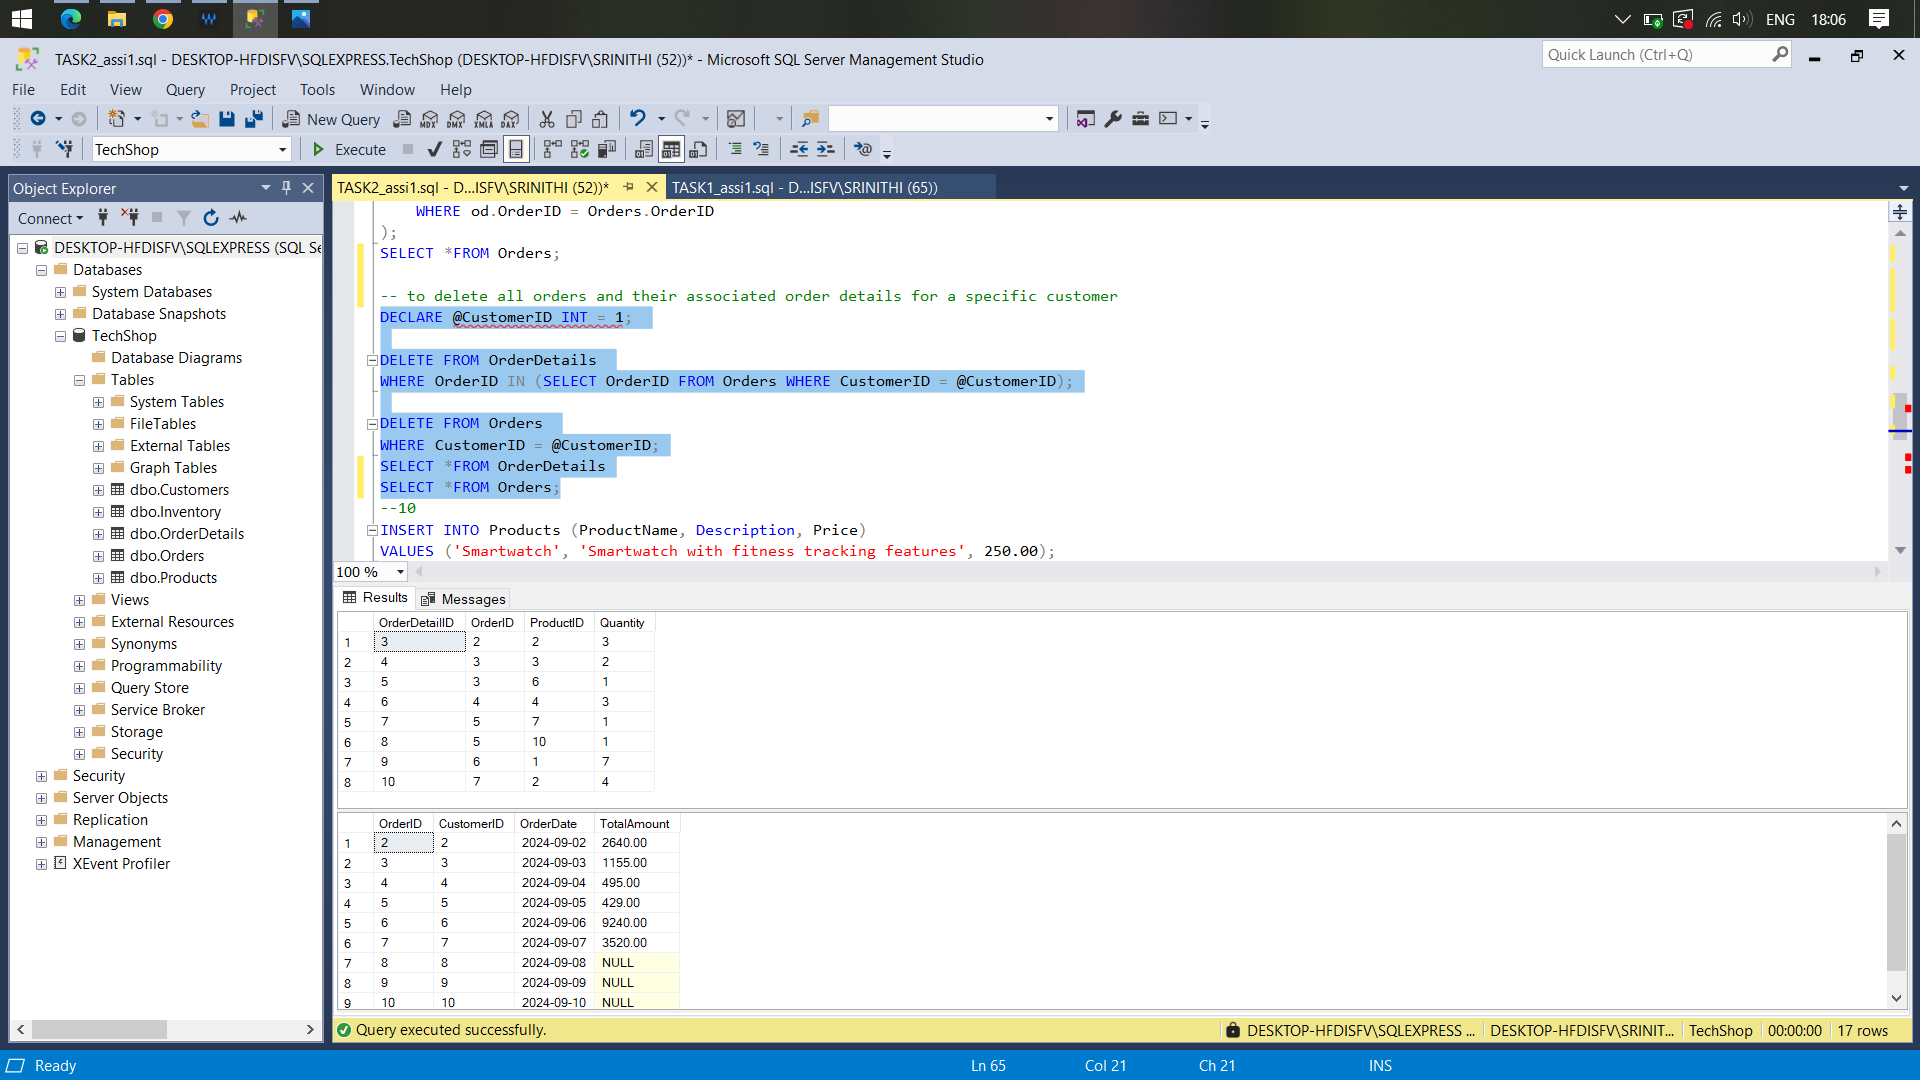 ENG 18:06
TASK2_assi1.sql - DESKTOP-HFDISFV\SQLEXPRESS.TechShop (DESKTOP-HFDISFV\SRINITHI (52))* - Microsoft SQL Server Management Studio
Quick Launch (Ctrl+Q)
File Edit View Query Project Tools Window Help
New Query MDX DMX XMLA DAX
TechShop Execute
Object Explorer
Connect
DESKTOP-HFDISFV\SQLEXPRESS (SQL Se
Databases
System Databases
Database Snapshots
TechShop
Database Diagrams
Tables
System Tables
FileTables
External Tables
Graph Tables
dbo.Customers
dbo.Inventory
dbo.OrderDetails
dbo.Orders
dbo.Products
Views
External Resources
Synonyms
Programmability
Query Store
Service Broker
Storage
Security
Security
Server Objects
Replication
Management
XEvent Profiler
TASK2_assi1.sql - D...ISFV\SRINITHI (52))* TASK1_assi1.sql - D...ISFV\SRINITHI (65))
WHERE od.OrderID = Orders.OrderID
);
SELECT *FROM Orders;
-- to delete all orders and their associated order details for a specific customer
DECLARE @CustomerID INT = 1;
DELETE FROM OrderDetails
WHERE OrderID IN (SELECT OrderID FROM Orders WHERE CustomerID = @CustomerID);
DELETE FROM Orders
WHERE CustomerID = @CustomerID;
SELECT *FROM OrderDetails
SELECT *FROM Orders;
--10
INSERT INTO Products (ProductName, Description, Price)
VALUES ('Smartwatch', 'Smartwatch with fitness tracking features', 250.00);
100 %
Results Messages
OrderDetailID OrderID ProductID Quantity
1 3 2 2 3
2 4 3 3 2
3 5 3 6 1
4 6 4 4 3
5 7 5 7 1
6 8 5 10 1
7 9 6 1 7
8 10 7 2 4
OrderID CustomerID OrderDate TotalAmount
1 2 2 2024-09-02 2640.00
2 3 3 2024-09-03 1155.00
3 4 4 2024-09-04 495.00
4 5 5 2024-09-05 429.00
5 6 6 2024-09-06 9240.00
6 7 7 2024-09-07 3520.00
7 8 8 2024-09-08 NULL
8 9 9 2024-09-09 NULL
9 10 10 2024-09-10 NULL
Query executed successfully. DESKTOP-HFDISFV\SQLEXPRESS ... DESKTOP-HFDISFV\SRINIT... TechShop 00:00:00 17 rows
Ready Ln 65 Col 21 Ch 21 INS